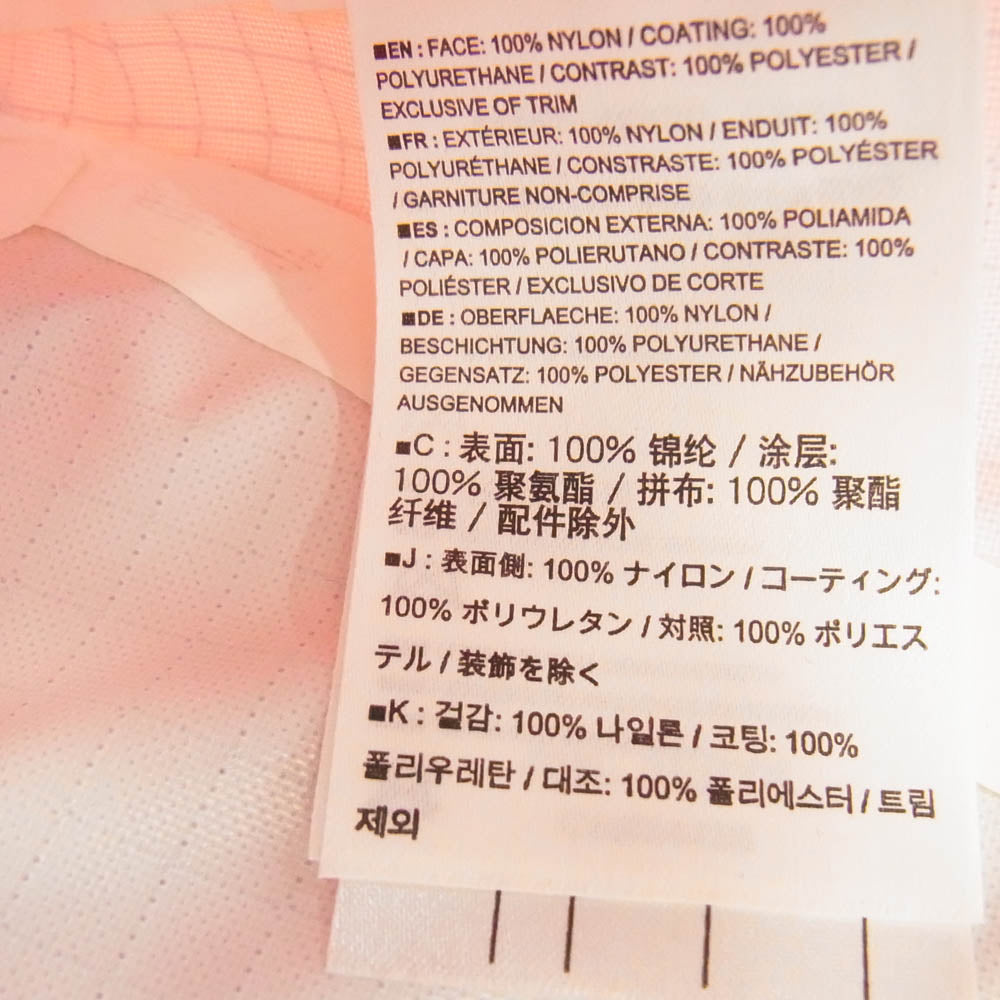 ■EN : FACE: 100% NYLON / COATING: 100%
POLYURETHANE / CONTRAST: 100% POLYESTER /
EXCLUSIVE OF TRIM
■FR : EXTÉRIEUR: 100% NYLON / ENDUIT: 100%
POLYURÉTHANE / CONSTRASTE: 100% POLYÉSTER
/ GARNITURE NON-COMPRISE
■ES : COMPOSICION EXTERNA: 100% POLIAMIDA
/ CAPA: 100% POLIERUTANO / CONTRASTE: 100%
POLIÉSTER / EXCLUSIVO DE CORTE
■DE : OBERFLAECHE: 100% NYLON /
BESCHICHTUNG: 100% POLYURETHANE /
GEGENSATZ: 100% POLYESTER / NÄHZUBEHÖR
AUSGENOMMEN
■C : 表面: 100% 锦纶 / 涂层:
100% 聚氨酯 / 拼布: 100% 聚酯
纤维 / 配件除外
■J : 表面側: 100% ナイロン / コーティング:
100% ポリウレタン / 対照: 100% ポリエス
テル / 装飾を除く
■K : 겉감: 100% 나일론 / 코팅: 100%
폴리우레탄 / 대조: 100% 폴리에스터 / 트림
제외